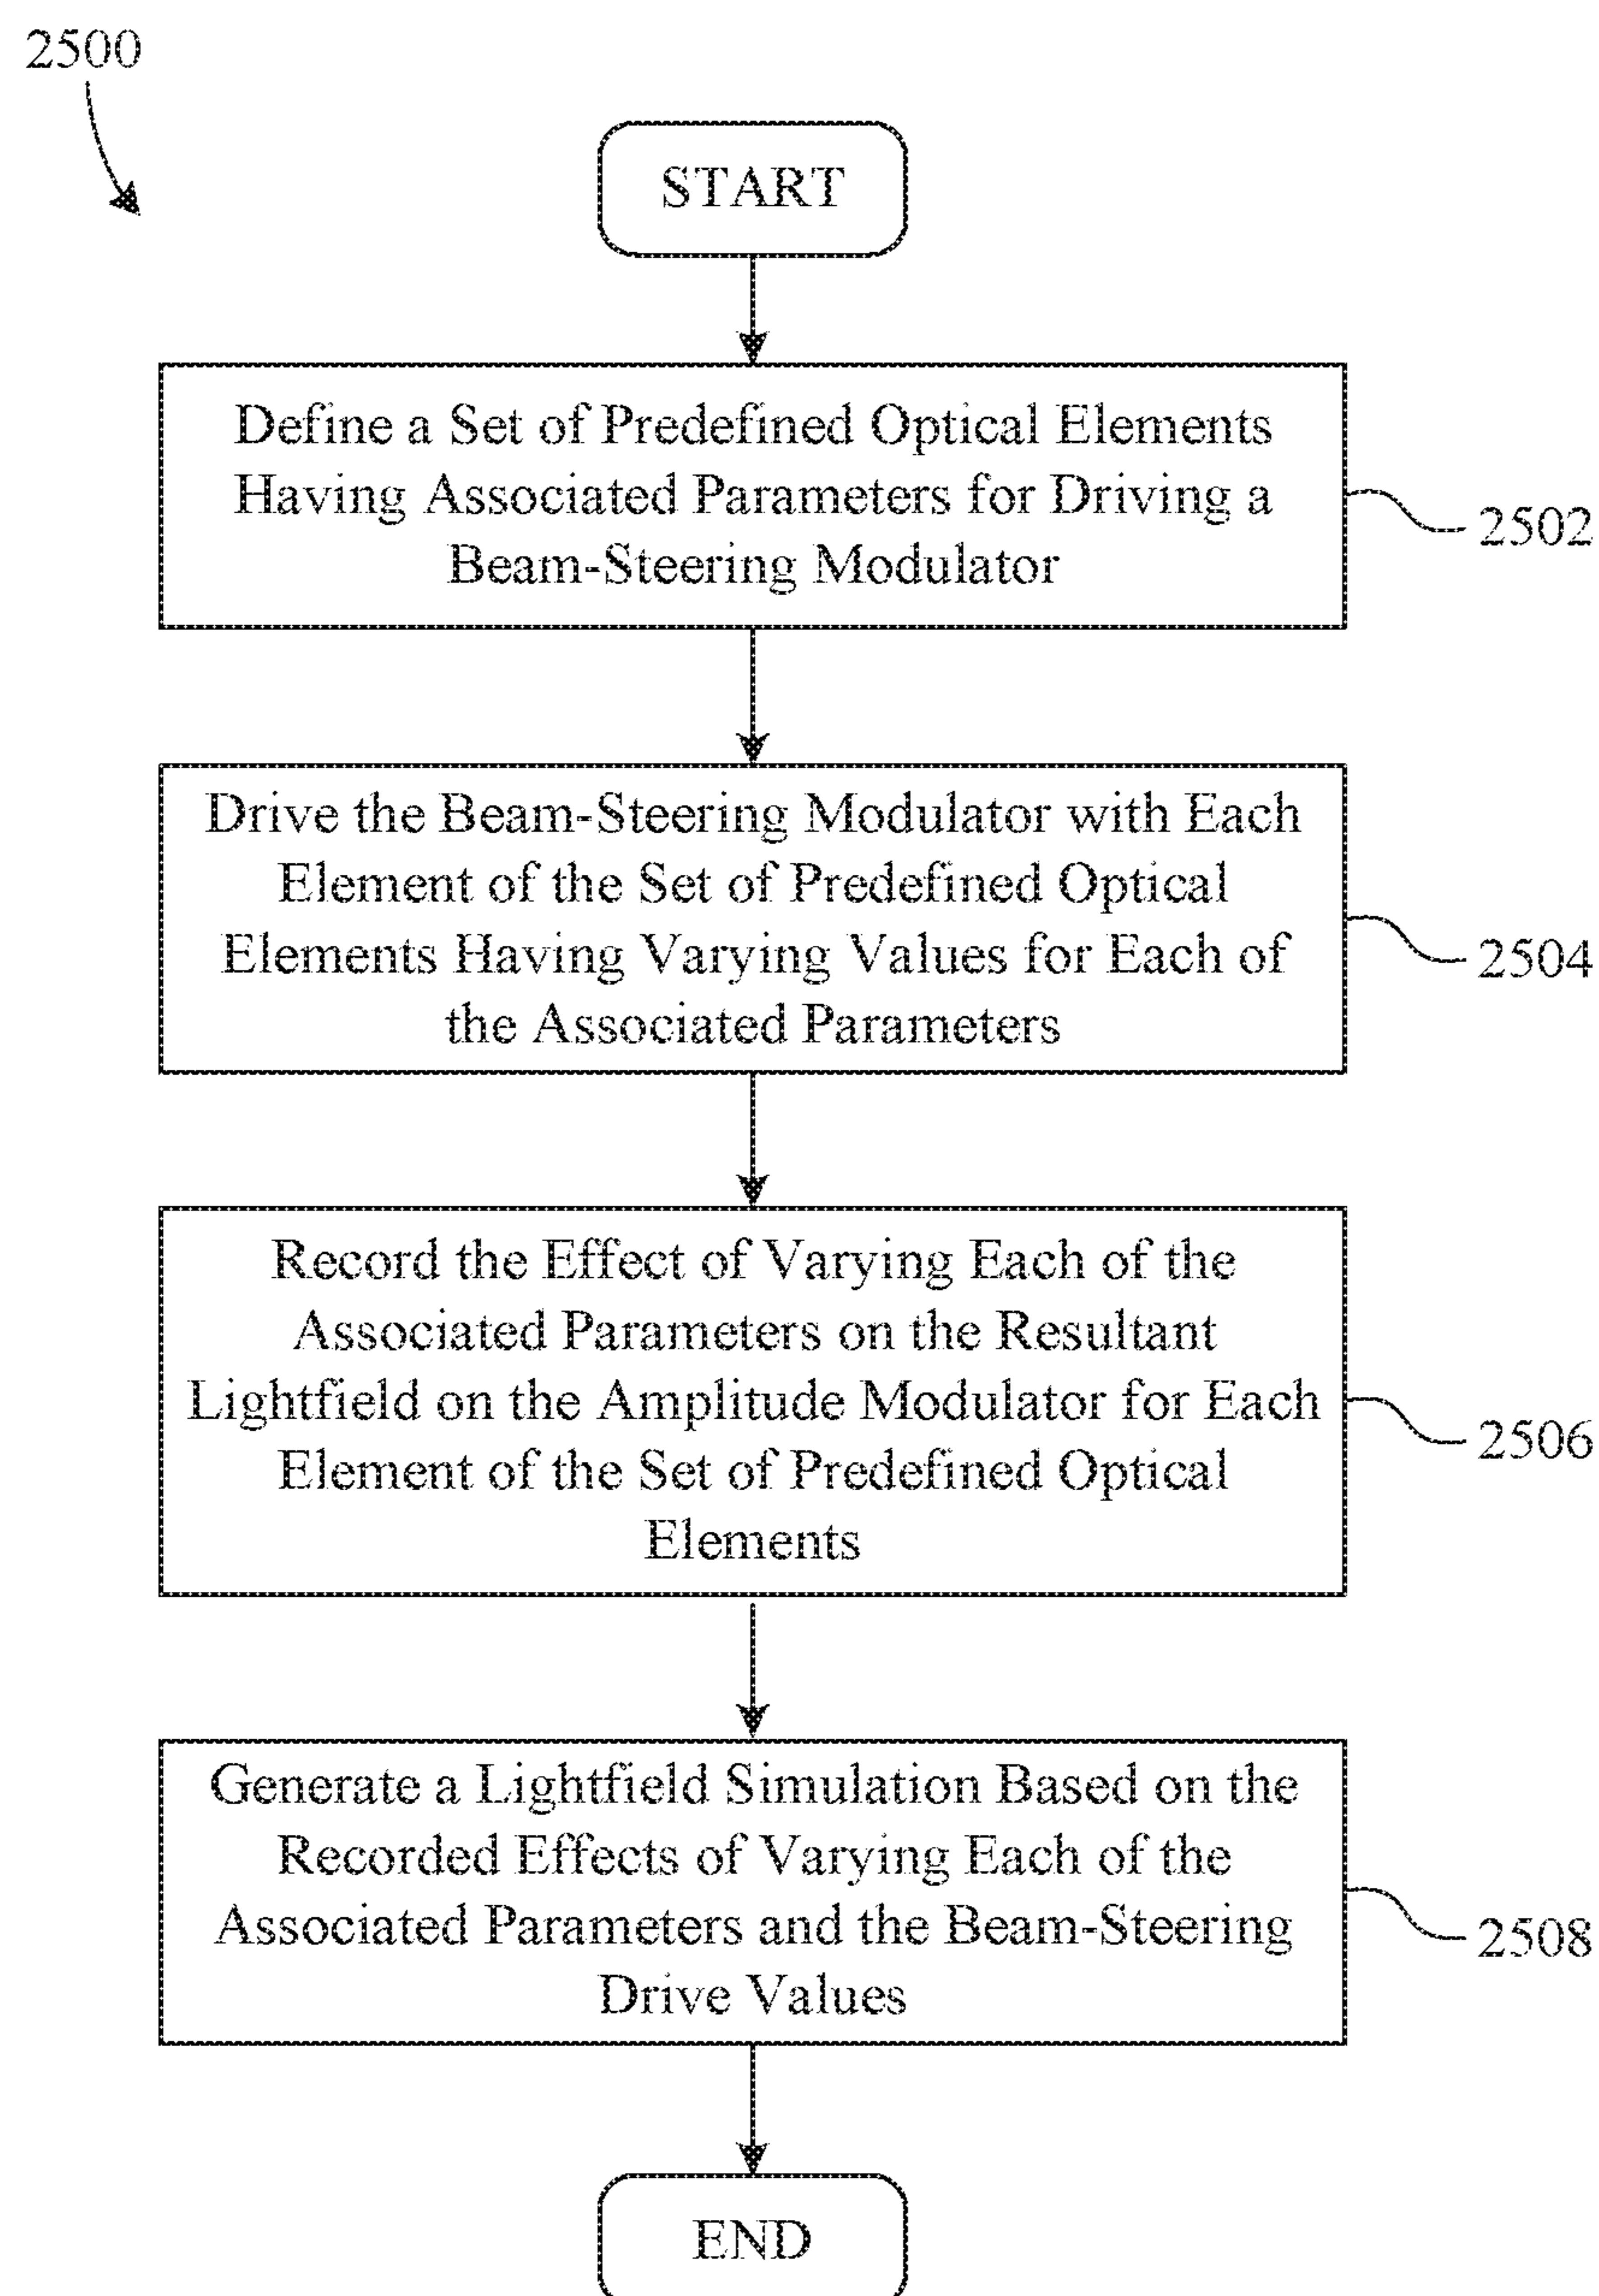 2500
START
Define a Set of Predefined Optical Elements
Having Associated Parameters for Driving a
Beam-Steering Modulator
2502
Drive the Beam-Steering Modulator with Each
Element of the Set of Predefined Optical
Elements Having Varying Values for Each of
the Associated Parameters
2504
Record the Effect of Varying Each of the
Associated Parameters on the Resultant
Lightfield on the Amplitude Modulator for Each
Element of the Set of Predefined Optical
Elements
2506
Generate a Lightfield Simulation Based on the
Recorded Effects of Varying Each of the
Associated Parameters and the Beam-Steering
Drive Values
2508
END